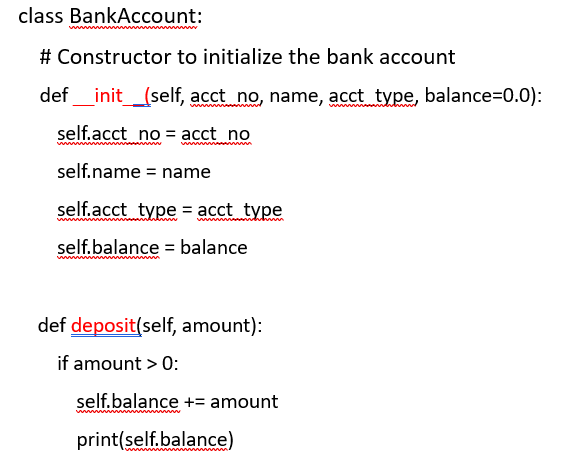 class BankAccount:
# Constructor to initialize the bank account
def __init__(self, acct_no, name, acct_type, balance=0.0):
self.acct_no = acct_no
self.name = name
self.acct_type = acct_type
self.balance = balance
def deposit(self, amount):
if amount > 0:
self.balance += amount
print(self.balance)